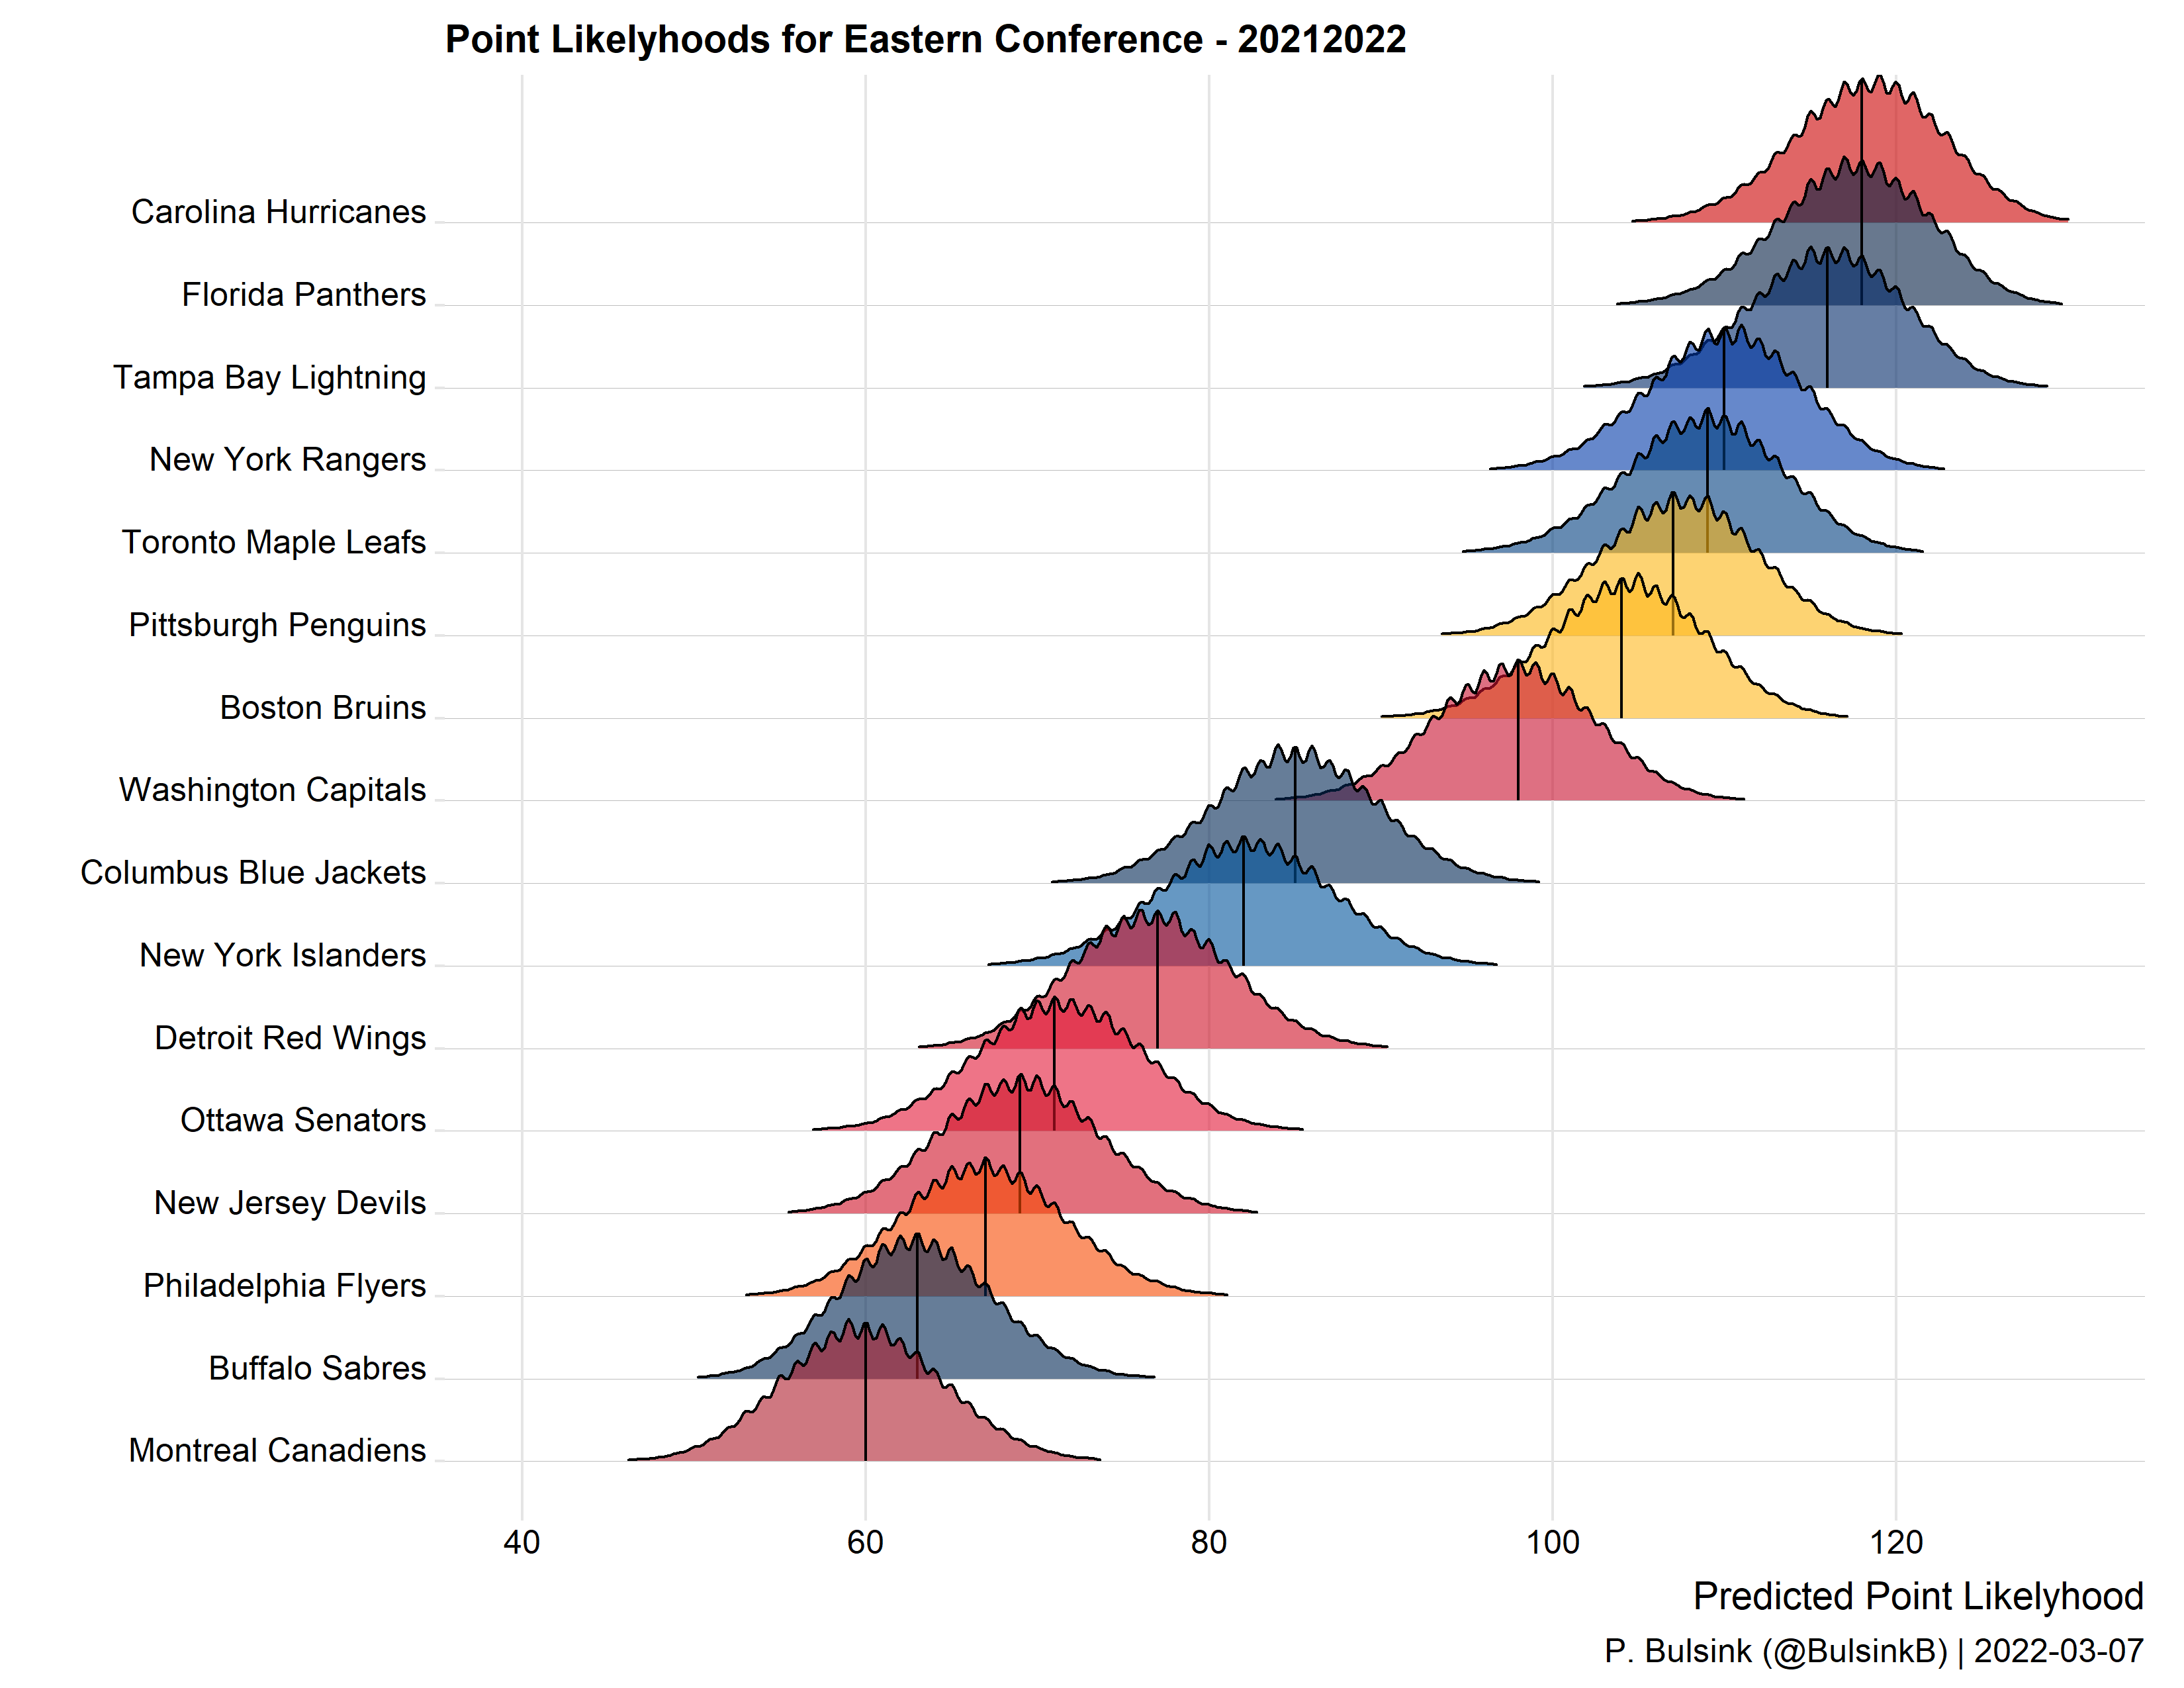 Point Likelyhoods for Eastern Conference - 20212022
Carolina Hurricanes
Florida Panthers
Tampa Bay Lightning
New York Rangers
Toronto Maple Leafs
Pittsburgh Penguins
Boston Bruins
Washington Capitals
Columbus Blue Jackets
New York Islanders
Detroit Red Wings
Ottawa Senators
New Jersey Devils
Philadelphia Flyers
Buffalo Sabres
Montreal Canadiens
40 60 80 100 120
Predicted Point Likelyhood
P. Bulsink (@BulsinkB) | 2022-03-07